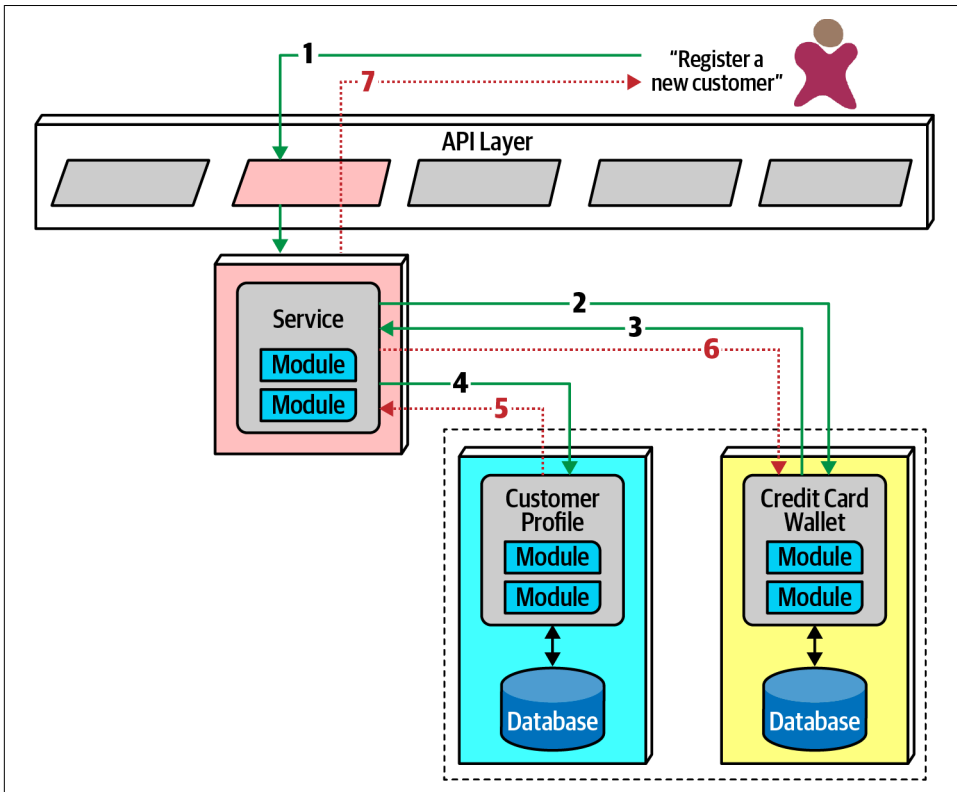 1
“Register a
new customer”
7
API Layer
Service
Module
Module
2
3
6
4
5
Customer
Profile
Module
Module
Database
Credit Card
Wallet
Module
Module
Database